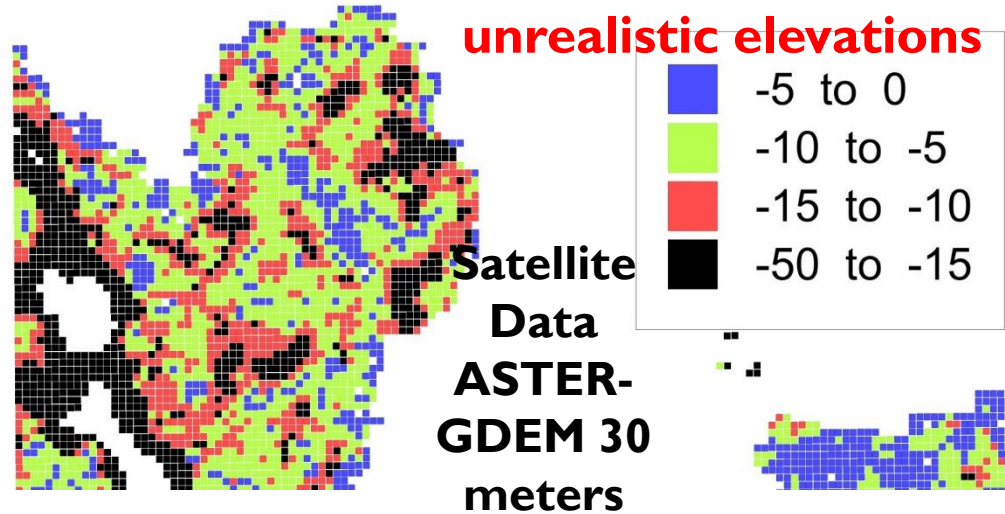 unrealistic elevations
-5 to 0
-10 to -5
-15 to -10
-50 to -15
Satellite
Data
ASTER-
GDEM 30
meters